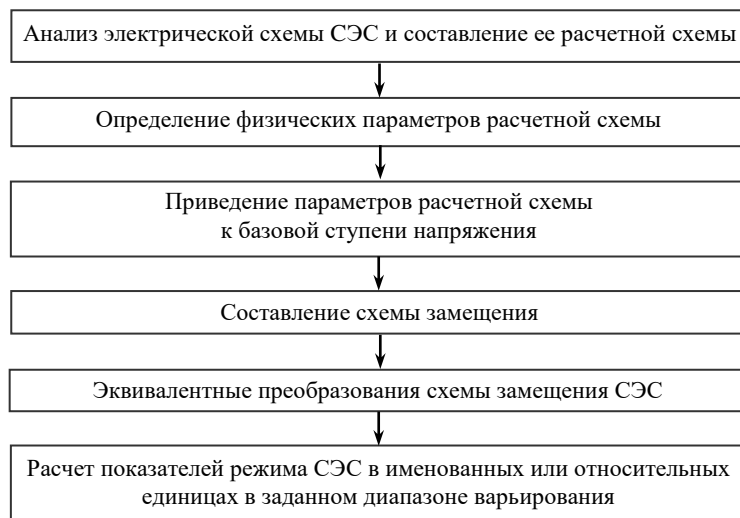 Анализ электрической схемы СЭС и составление ее расчетной схемы
Определение физических параметров расчетной схемы
Приведение параметров расчетной схемы
к базовой ступени напряжения
Составление схемы замещения
Эквивалентные преобразования схемы замещения СЭС
Расчет показателей режима СЭС в именованных или относительных
единицах в заданном диапазоне варьирования